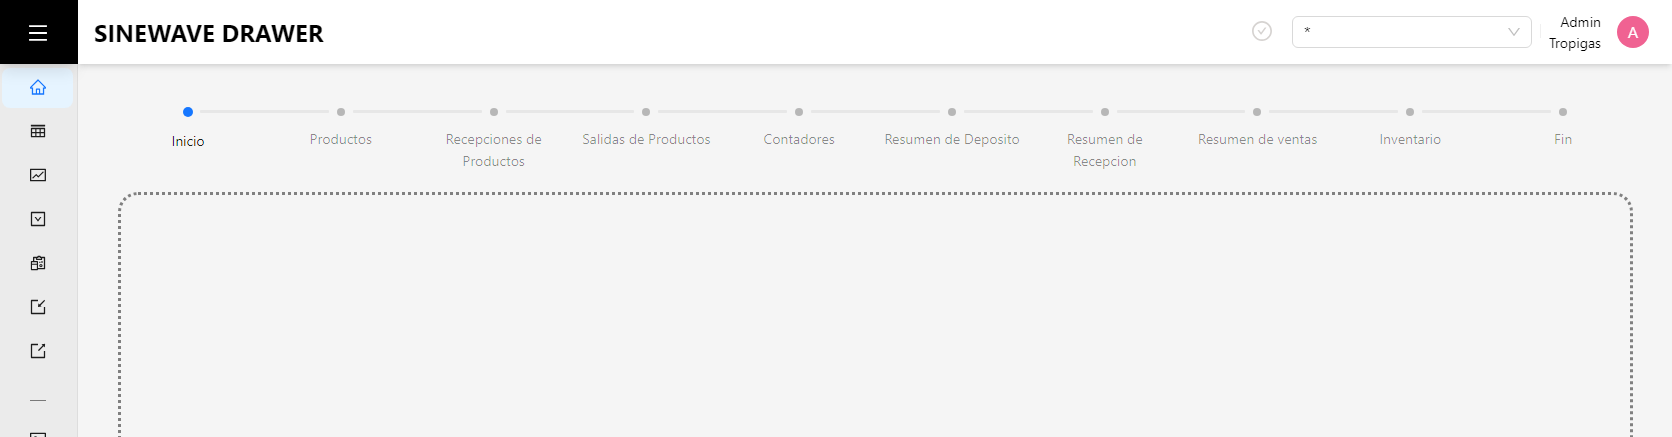 SINEWAVE DRAWER
*
Admin
Tropigas
A
Inicio
Productos
Recepciones de
Productos
Salidas de Productos
Contadores
Resumen de Deposito
Resumen de
Recepcion
Resumen de ventas
Inventario
Fin